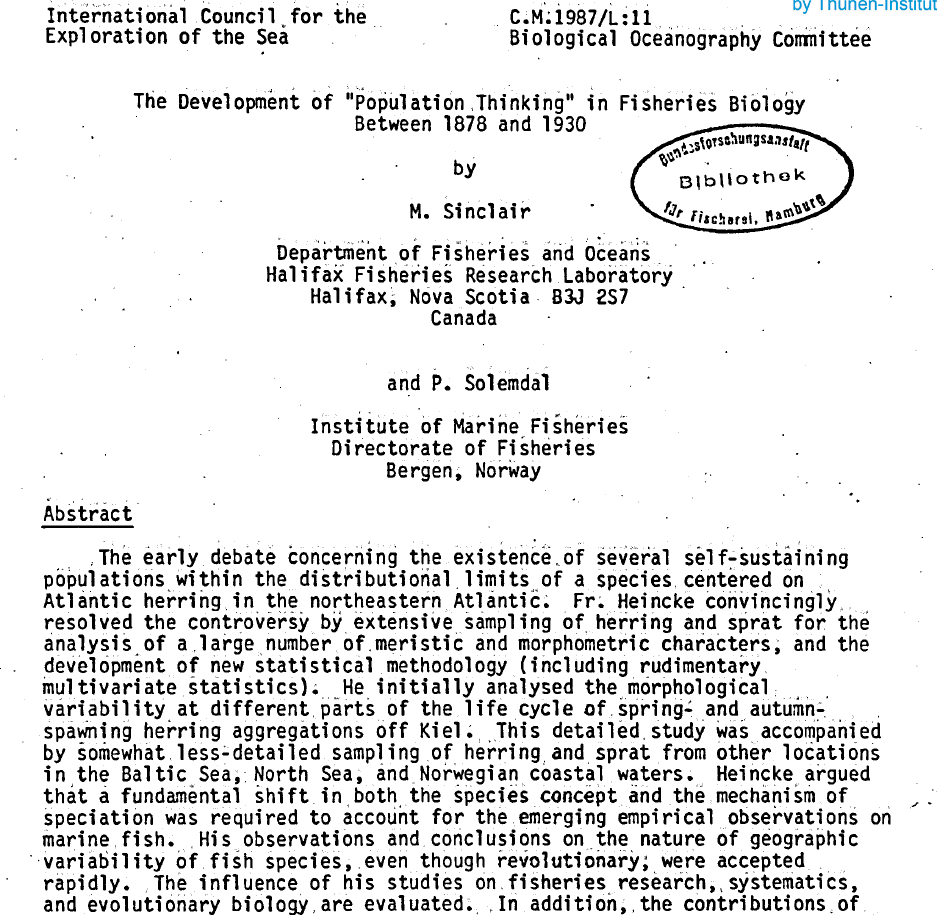 by Thünen-Institut
International Council for the
Exploration of the Sea
C.M.1987/L:11
Biological Oceanography Committee
The Development of "Population Thinking" in Fisheries Biology
Between 1878 and 1930
Bundesforschungsanstalt
Bibliothek
für Fischerei, Hamburg
by
M. Sinclair
Department of Fisheries and Oceans
Halifax Fisheries Research Laboratory
Halifax, Nova Scotia B3J 2S7
Canada
and P. Solemdal
Institute of Marine Fisheries
Directorate of Fisheries
Bergen, Norway
Abstract
The early debate concerning the existence of several self-sustaining
populations within the distributional limits of a species centered on
Atlantic herring in the northeastern Atlantic. Fr. Heincke convincingly
resolved the controversy by extensive sampling of herring and sprat for the
analysis of a large number of meristic and morphometric characters, and the
development of new statistical methodology (including rudimentary
multivariate statistics). He initially analysed the morphological
variability at different parts of the life cycle of spring- and autumn-
spawning herring aggregations off Kiel. This detailed study was accompanied
by somewhat less-detailed sampling of herring and sprat from other locations
in the Baltic Sea, North Sea, and Norwegian coastal waters. Heincke argued
that a fundamental shift in both the species concept and the mechanism of
speciation was required to account for the emerging empirical observations on
marine fish. His observations and conclusions on the nature of geographic
variability of fish species, even though revolutionary, were accepted
rapidly. The influence of his studies on fisheries research, systematics,
and evolutionary biology are evaluated. In addition, the contributions of